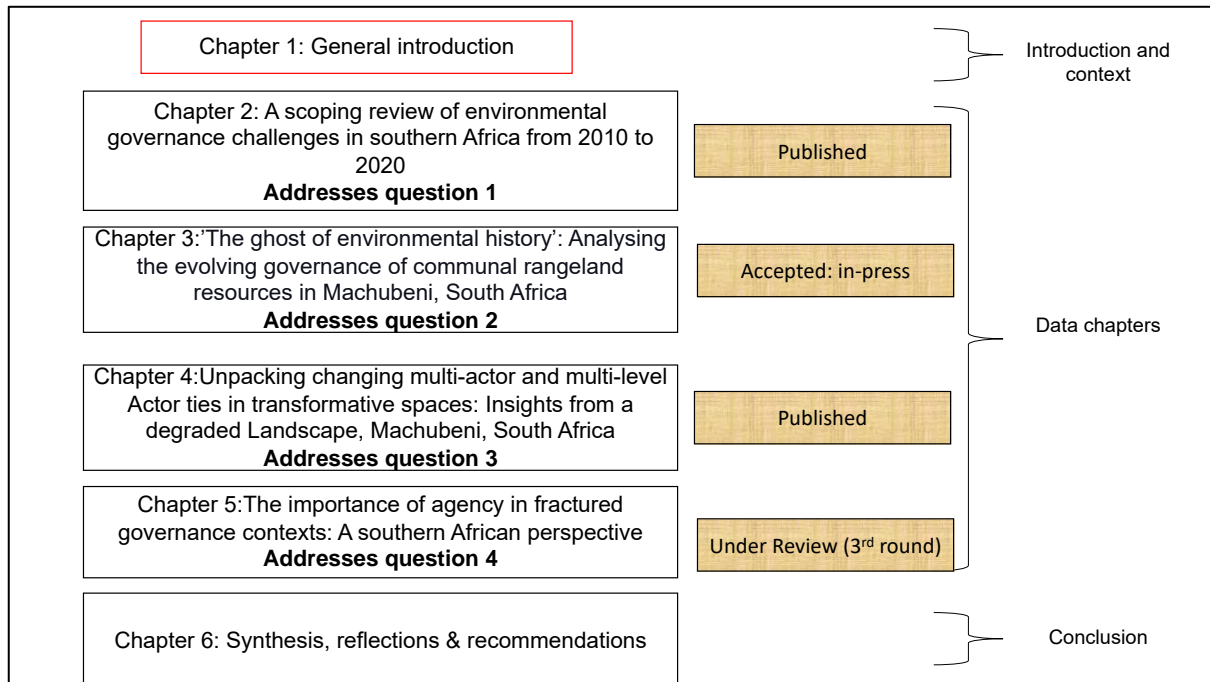 Chapter 1: General introduction
Introduction and
context
Chapter 2: A scoping review of environmental
governance challenges in southern Africa from 2010 to
2020
Addresses question 1
Published
Chapter 3:’The ghost of environmental history’: Analysing
the evolving governance of communal rangeland
resources in Machubeni, South Africa
Addresses question 2
Accepted: in-press
Data chapters
Chapter 4:Unpacking changing multi-actor and multi-level
Actor ties in transformative spaces: Insights from a
degraded Landscape, Machubeni, South Africa
Addresses question 3
Published
Chapter 5:The importance of agency in fractured
governance contexts: A southern African perspective
Addresses question 4
Under Review (3rd round)
Chapter 6: Synthesis, reflections & recommendations
Conclusion